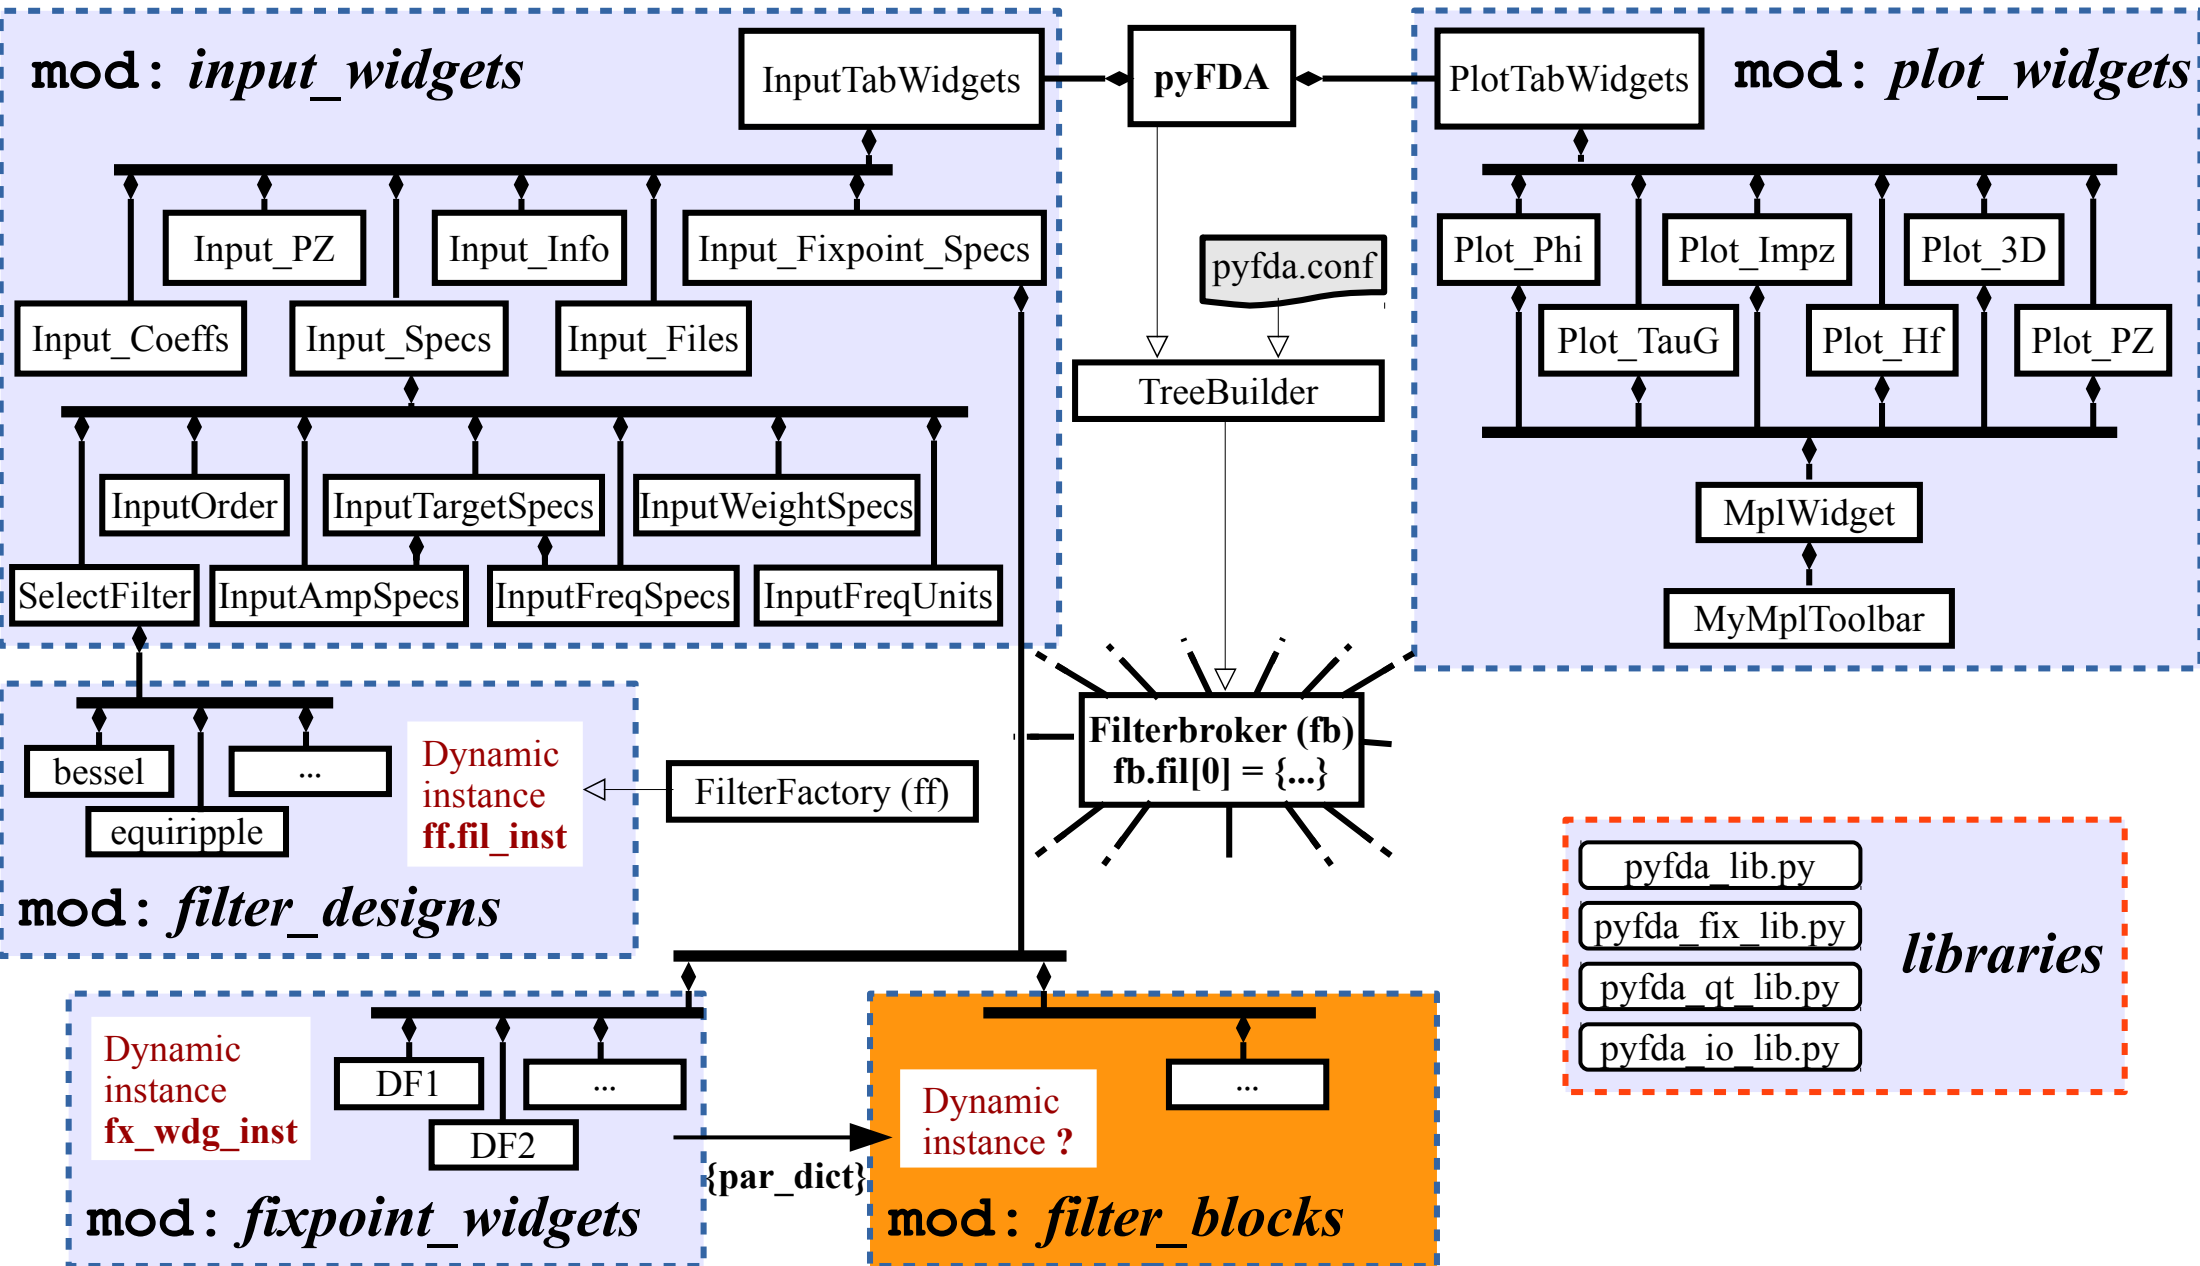 mod: input_widgets
InputTabWidgets
pyFDA
PlotTabWidgets
mod: plot_widgets
Input_PZ
Input_Info
Input_Fixpoint_Specs
Input_Coeffs
Input_Specs
Input_Files
pyfda.conf
TreeBuilder
Plot_Phi
Plot_Impz
Plot_3D
Plot_TauG
Plot_Hf
Plot_PZ
InputOrder
InputTargetSpecs
InputWeightSpecs
SelectFilter
InputAmpSpecs
InputFreqSpecs
InputFreqUnits
MplWidget
MyMplToolbar
bessel
...
equiripple
Dynamic
instance
ff.fil_inst
FilterFactory (ff)
mod: filter_designs
Filterbroker (fb)
fb.fil[0] = {...}
pyfda_lib.py
pyfda_fix_lib.py
pyfda_qt_lib.py
pyfda_io_lib.py
libraries
Dynamic
instance
fx_wdg_inst
DF1
...
DF2
{par_dict}
mod: fixpoint_widgets
...
Dynamic
instance ?
mod: filter_blocks